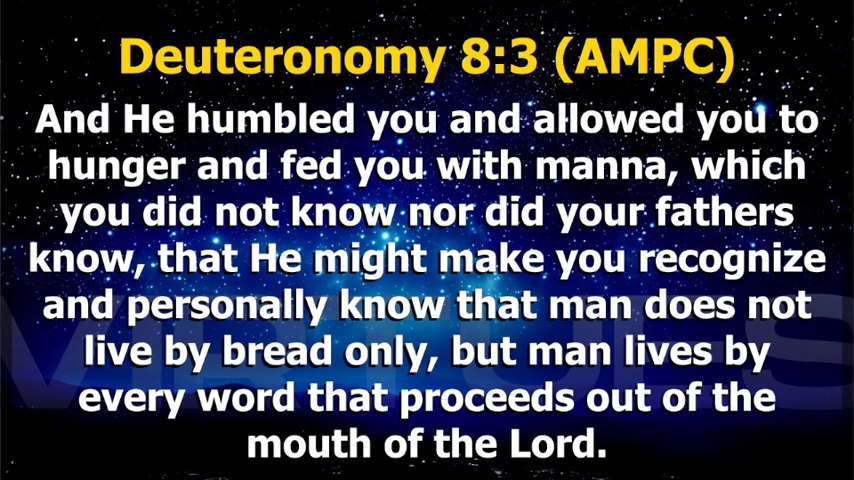 Deuteronomy 8:3 (AMPC)
And He humbled you and allowed you to
hunger and fed you with manna, which
you did not know nor did your fathers
know, that He might make you recognize
and personally know that man does not
live by bread only, but man lives by
every word that proceeds out of the
mouth of the Lord.